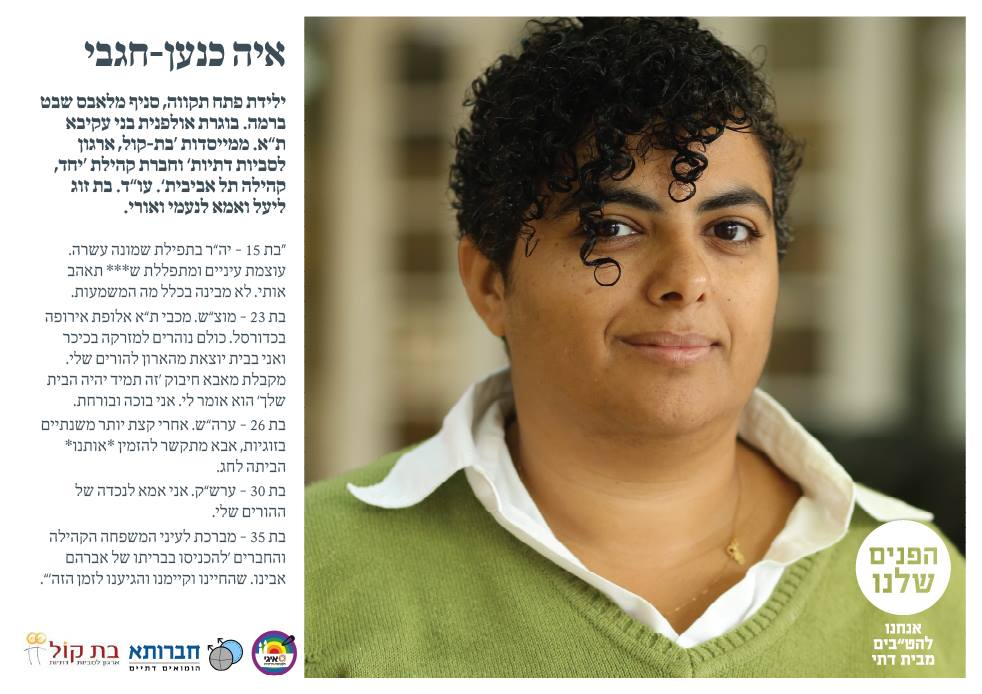 איה כנען-חגבי
ילידת פתח תקווה, סניף מלאבס שבט
ברמה. בוגרת אולפנית בני עקיבא
ת״א. ממייסדות 'בת-קול, ארגון
לסביות דתיות' וחברת קהילת 'יחד,
קהילה תל אביבית'. עו״ד. בת זוג
ליעל ואמא לנעמי ואורי.
״בת 15 - יה״ר בתפילת שמונה עשרה.
עוצמת עיניים ומתפללת ש*** תאהב
אותי. לא מבינה בכלל מה המשמעות.
בת 23 - מוצ״ש. מכבי ת״א אלופת אירופה
בכדורסל. כולם נוהרים למזרקה בכיכר
ואני בבית יוצאת מהארון להורים שלי.
מקבלת מאבא חיבוק 'זה תמיד יהיה הבית
שלך' הוא אומר לי. אני בוכה ובורחת.
בת 26 - ערה״ש. אחרי קצת יותר משנתיים
בזוגיות, אבא מתקשר להזמין *אותנו*
הביתה לחג.
בת 30 - ערש״ק. אני אמא לנכדה של
ההורים שלי.
בת 35 - מברכת לעיני המשפחה הקהילה
והחברים 'להכניסו בבריתו של אברהם
אבינו. שהחיינו וקיימנו והגיענו לזמן הזה'״.
הפנים
שלנו
אנחנו
להט״בים
מבית דתי
בת קול
ארגון לסביות דתיות
חברותא
הומואים דתיים
איגי